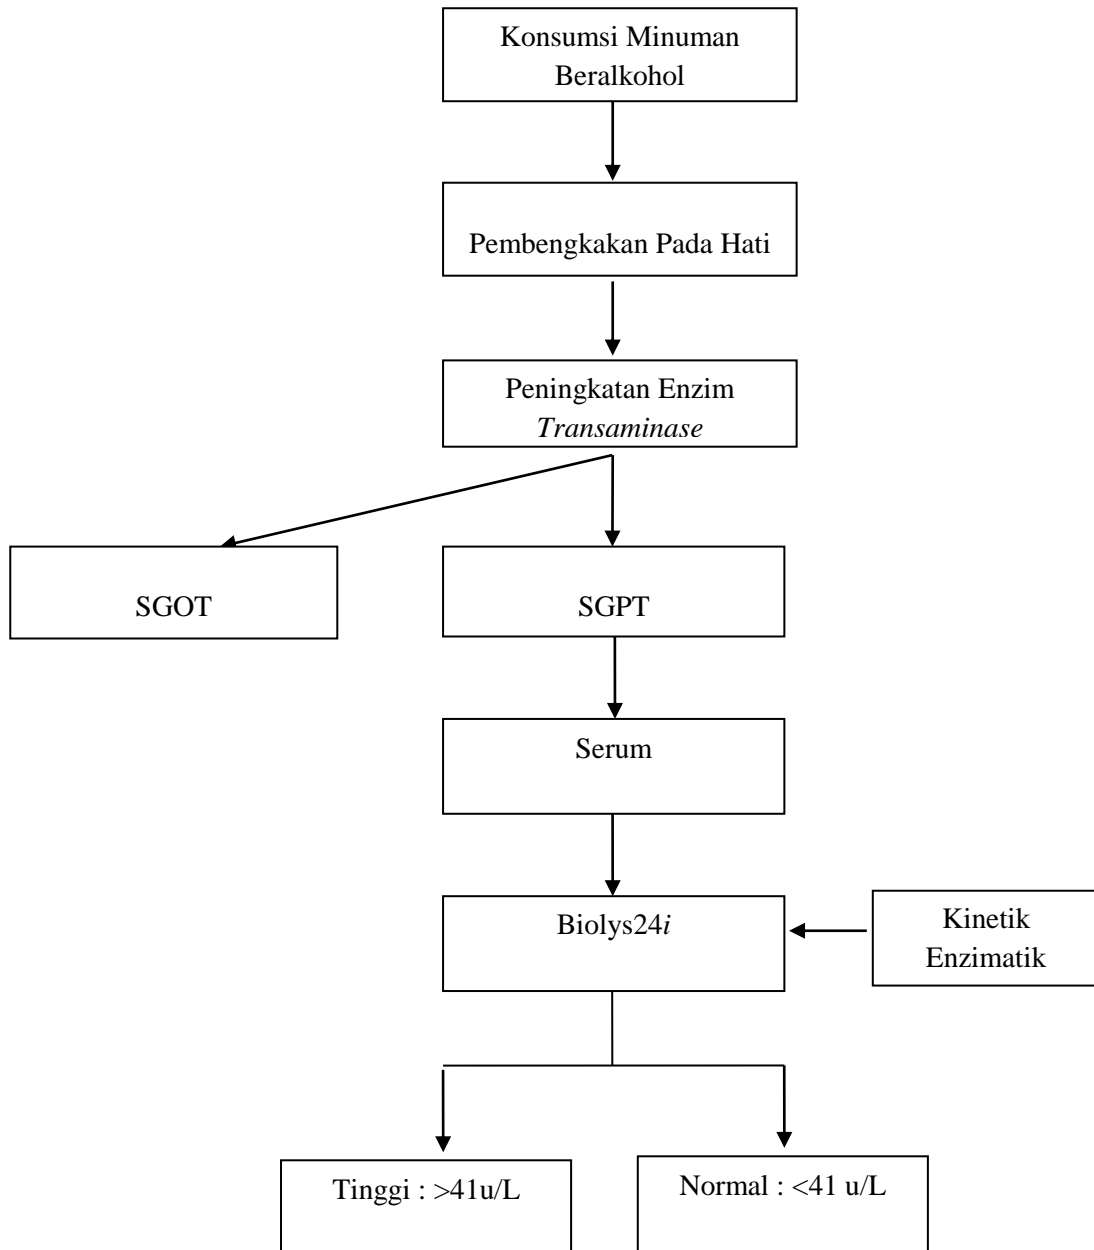 Konsumsi Minuman
Beralkohol
Pembengkakan Pada Hati
Peningkatan Enzim
Transaminase
SGOT
SGPT
Serum
Biolys24i
Kinetik
Enzimatik
Tinggi : >41u/L
Normal : <41 u/L